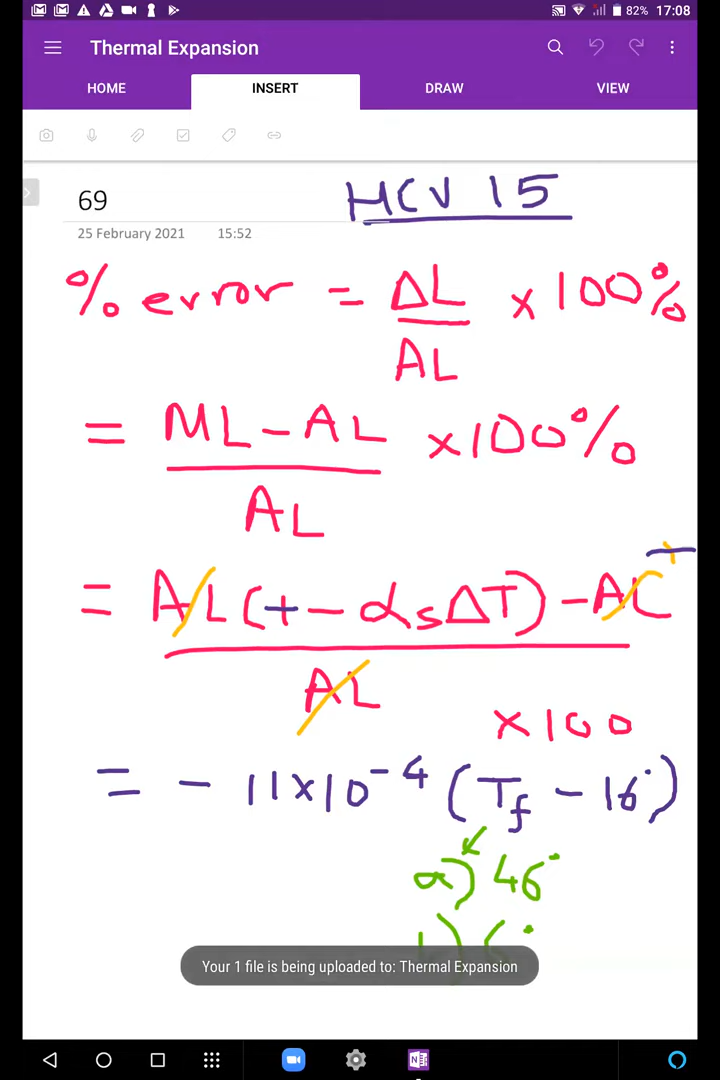 82% 17:08
Thermal Expansion
HOME INSERT DRAW VIEW
69
HCV 15
25 February 2021 15:52
% error = ΔL/AL × 100%
= ML - AL/AL × 100%
= AL(1 - αsΔT) - AL/AL × 100
= - 11×10⁻⁴ (Tf - 16°)
a) 46°
b) 6°
Your 1 file is being uploaded to: Thermal Expansion